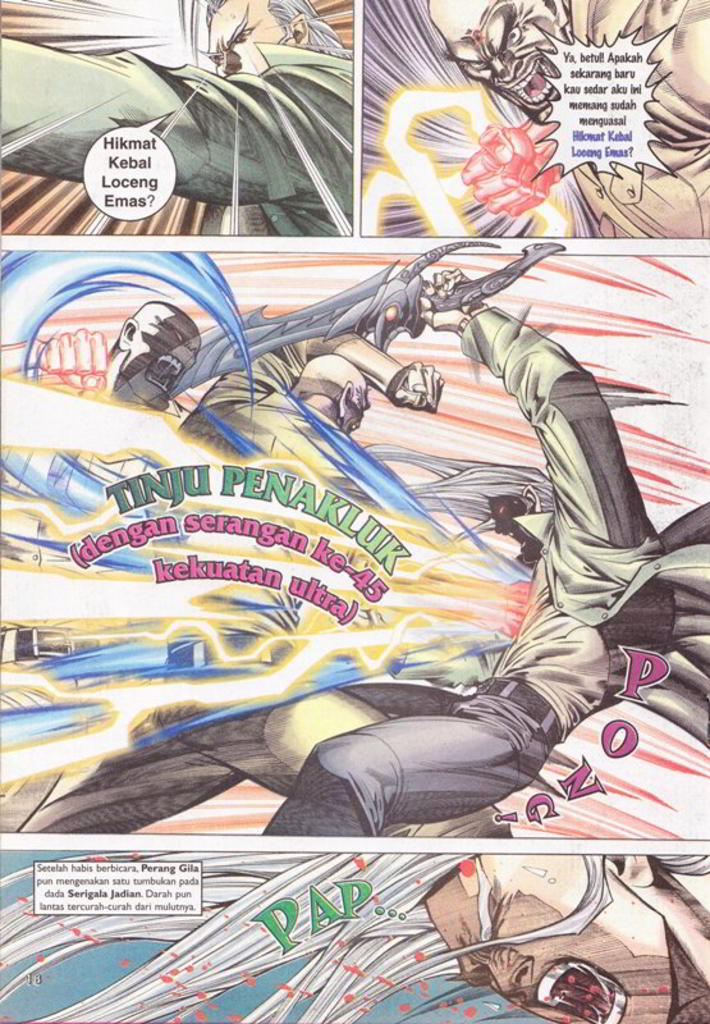 Hikmat
Kebal
Loceng
Emas?
Ya, betul! Apakah
sekarang baru
kau sedar aku ini
memang sudah
menguasai
Hikmat Kebal
Loceng Emas?
TINJU PENAKLUK
(dengan serangan ke-45
kekuatan ultra)
PONG!
Setelah habis berbicara, Perang Gila
pun mengenakan satu tumbukan pada
dada Serigala Jadian. Darah pun
lantas tercurah-curah dari mulutnya.
PAP...
18